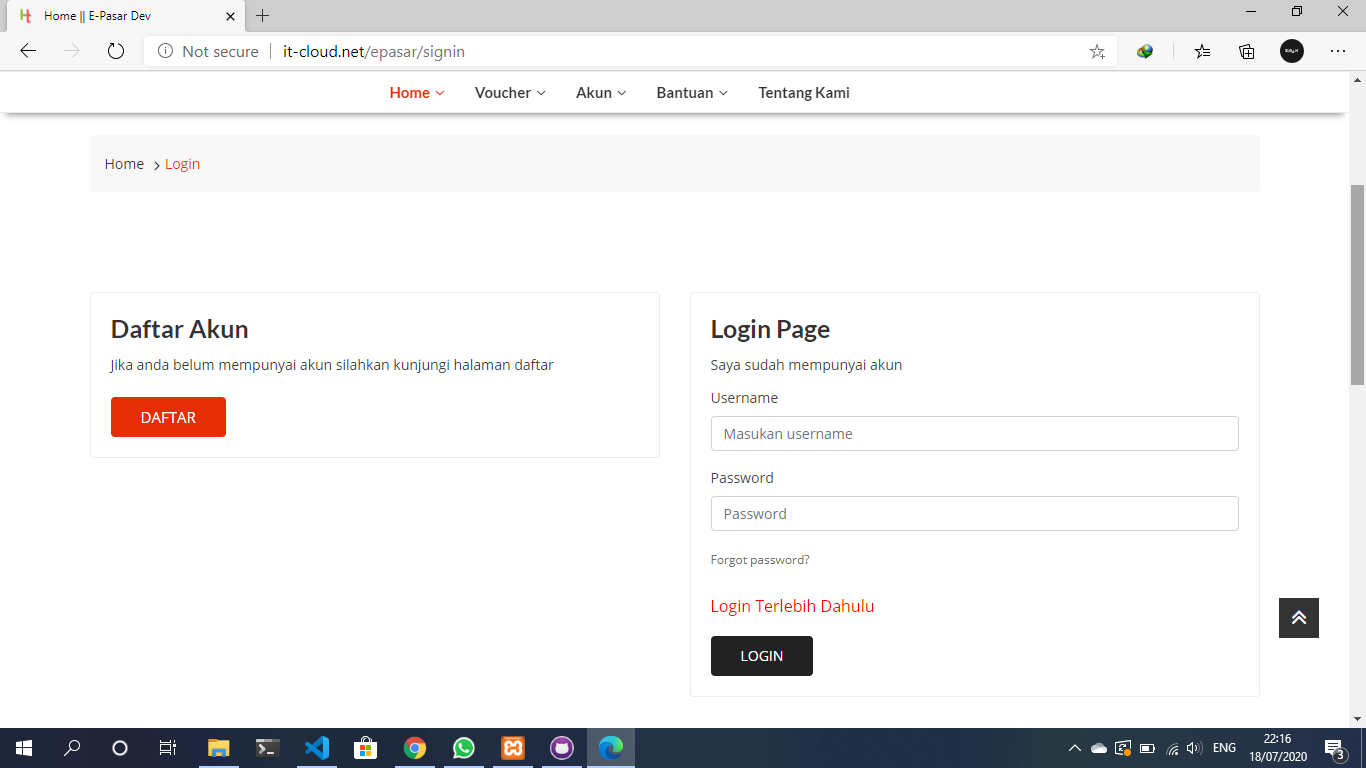 Home || E-Pasar Dev
Not secure
it-cloud.net/epasar/signin
Home
Voucher
Akun
Bantuan
Tentang Kami
Home
Login
Daftar Akun
Jika anda belum mempunyai akun silahkan kunjungi halaman daftar
DAFTAR
Login Page
Saya sudah mempunyai akun
Username
Masukan username
Password
Password
Forgot password?
Login Terlebih Dahulu
LOGIN
ENG
22:16
18/07/2020
3